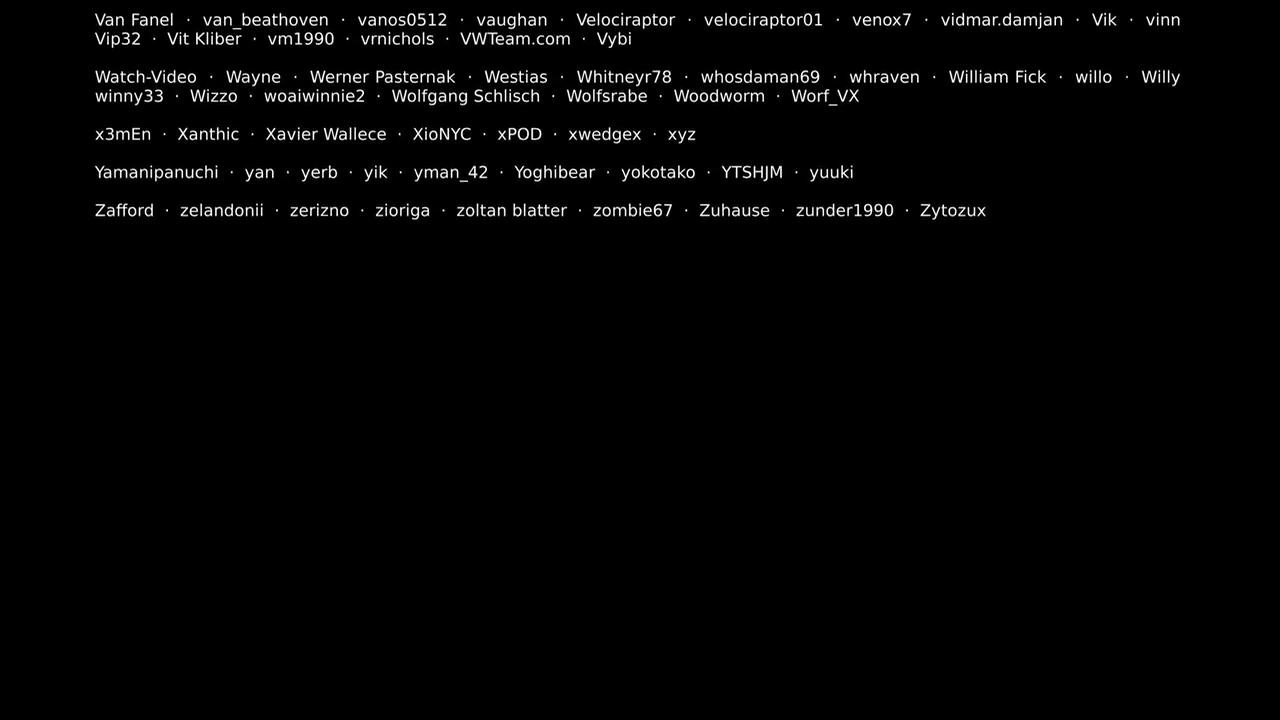 Van Fanel · van_beathoven · vanos0512 · vaughan · Velociraptor · velociraptor01 · venox7 · vidmar.damjan · Vik · vinn
Vip32 · Vit Kliber · vm1990 · vrnichols · VWTeam.com · Vybi
Watch-Video · Wayne · Werner Pasternak · Westias · Whitneyr78 · whosdaman69 · whraven · William Fick · willo · Willy
winny33 · Wizzo · woaiwinnie2 · Wolfgang Schlisch · Wolfsrabe · Woodworm · Worf_VX
x3mEn · Xanthic · Xavier Wallece · XioNYC · xPOD · xwedgex · xyz
Yamanipanuchi · yan · yerb · yik · yman_42 · Yoghibear · yokotako · YTSHJM · yuuki
Zafford · zelandonii · zerizno · zioriga · zoltan blatter · zombie67 · Zuhause · zunder1990 · Zytozux